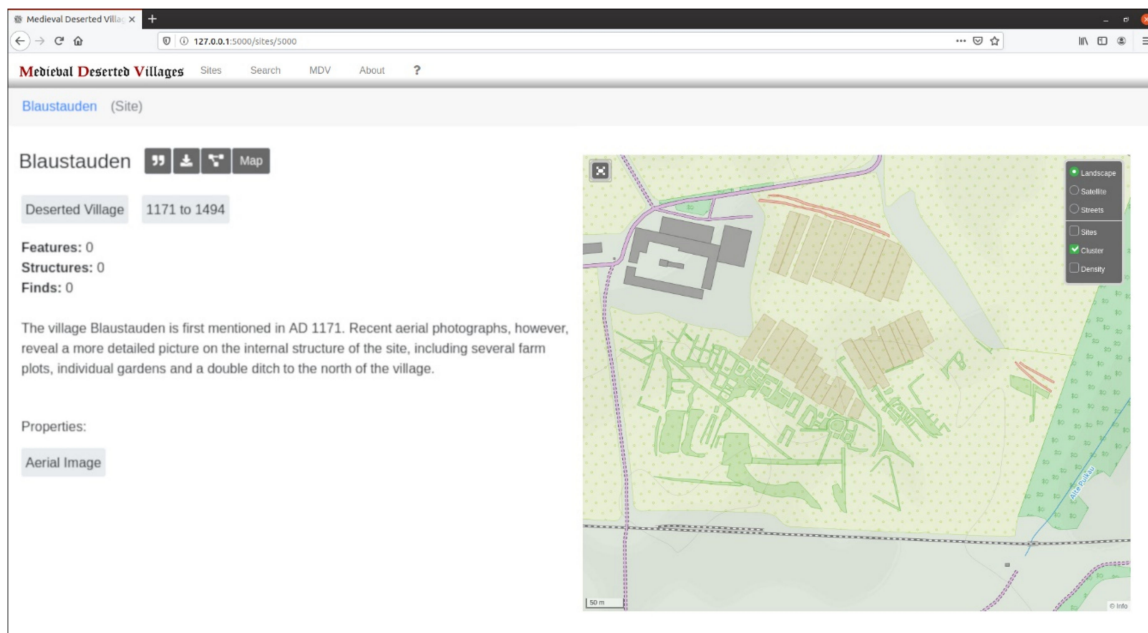 Medieval Deserted Villag
127.0.0.1:5000/sites/5000
Medieval Deserted Villages Sites Search MDV About ?
Blaustauden (Site)
Blaustauden Map
Deserted Village 1171 to 1494
Features: 0
Structures: 0
Finds: 0
The village Blaustauden is first mentioned in AD 1171. Recent aerial photographs, however,
reveal a more detailed picture on the internal structure of the site, including several farm
plots, individual gardens and a double ditch to the north of the village.
Properties:
Aerial Image
Landscape
Satellite
Streets
Sites
Cluster
Density
Alte Pulkau
50 m
© Info